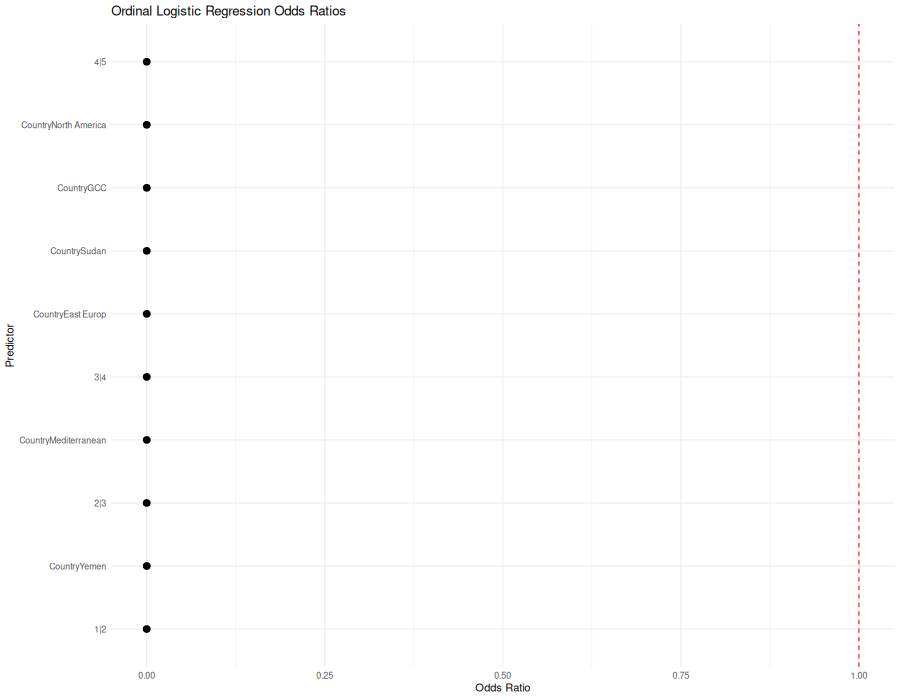 Ordinal Logistic Regression Odds Ratios
4|5
CountryNorth America
CountryGCC
CountrySudan
CountryEast Europ
3|4
CountryMediterranean
2|3
CountryYemen
1|2
Predictor
0.00 0.25 0.50 0.75 1.00
Odds Ratio